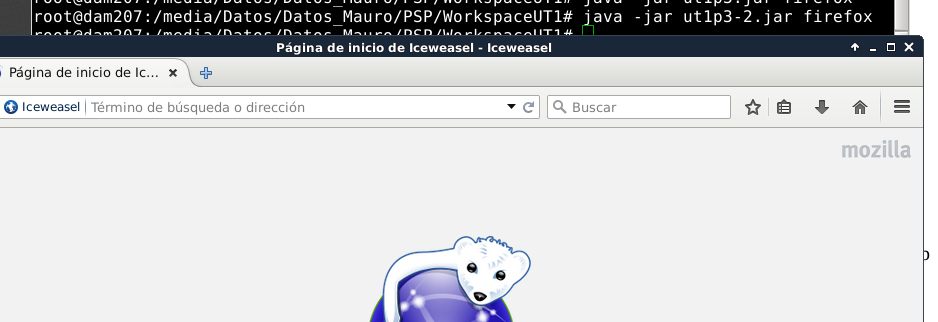 root@dam207:/media/Datos/Datos_Mauro/PSP/WorkspaceUT1# java -jar ut1p3.jar firefox
root@dam207:/media/Datos/Datos_Mauro/PSP/WorkspaceUT1# java -jar ut1p3-2.jar firefox
root@dam207:/media/Datos/Datos_Mauro/PSP/WorkspaceUT1#
Página de inicio de Iceweasel - Iceweasel
Página de inicio de Ic...
Iceweasel Término de búsqueda o dirección Buscar
mozilla